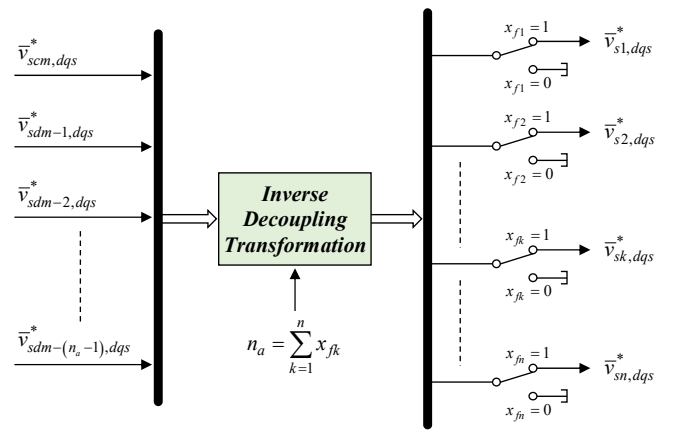 v̄*scm,dqs
v̄*sdm−1,dqs
v̄*sdm−2,dqs
v̄*sdm−(na−1),dqs
Inverse
Decoupling
Transformation
na = ∑k=1n xfk
xf1 = 1
v̄*s1,dqs
xf1 = 0
xf2 = 1
v̄*s2,dqs
xf2 = 0
xfk = 1
v̄*sk,dqs
xfk = 0
xfn = 1
v̄*sn,dqs
xfn = 0